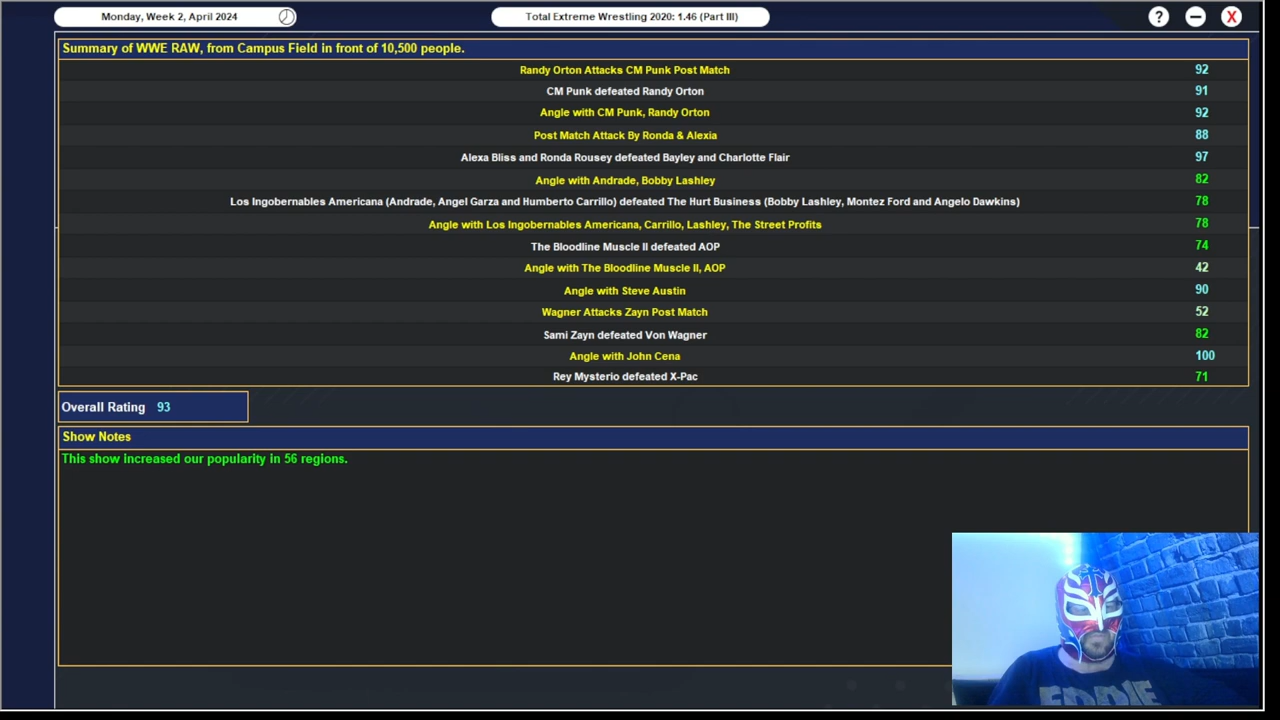 Monday, Week 2, April 2024
Total Extreme Wrestling 2020: 1.46 (Part III)
?
X
Summary of WWE RAW, from Campus Field in front of 10,500 people.
Randy Orton Attacks CM Punk Post Match 92
CM Punk defeated Randy Orton 91
Angle with CM Punk, Randy Orton 92
Post Match Attack By Ronda & Alexia 88
Alexa Bliss and Ronda Rousey defeated Bayley and Charlotte Flair 97
Angle with Andrade, Bobby Lashley 82
Los Ingobernables Americana (Andrade, Angel Garza and Humberto Carrillo) defeated The Hurt Business (Bobby Lashley, Montez Ford and Angelo Dawkins) 78
Angle with Los Ingobernables Americana, Carrillo, Lashley, The Street Profits 78
The Bloodline Muscle II defeated AOP 74
Angle with The Bloodline Muscle II, AOP 42
Angle with Steve Austin 90
Wagner Attacks Zayn Post Match 52
Sami Zayn defeated Von Wagner 82
Angle with John Cena 100
Rey Mysterio defeated X-Pac 71
Overall Rating 93
Show Notes
This show increased our popularity in 56 regions.
EDDIE